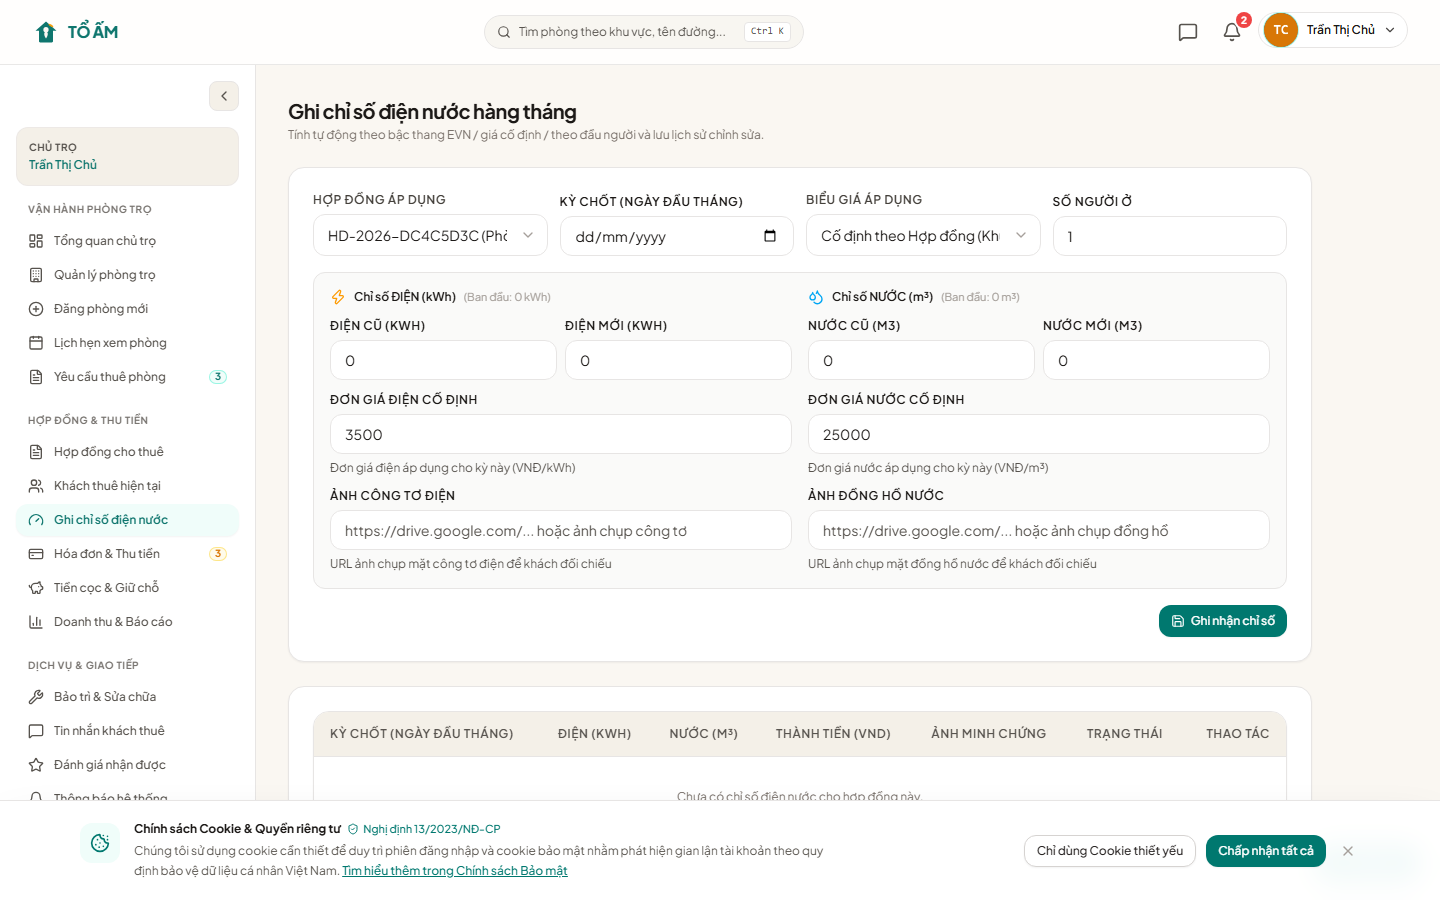 TỔ ẤM
Tìm phòng theo khu vực, tên đường...
Ctrl K
2
TC
Trần Thị Chủ
CHỦ TRỌ
Trần Thị Chủ
VẬN HÀNH PHÒNG TRỌ
Tổng quan chủ trọ
Quản lý phòng trọ
Đăng phòng mới
Lịch hẹn xem phòng
Yêu cầu thuê phòng
3
HỢP ĐỒNG & THU TIỀN
Hợp đồng cho thuê
Khách thuê hiện tại
Ghi chỉ số điện nước
Hóa đơn & Thu tiền
3
Tiền cọc & Giữ chỗ
Doanh thu & Báo cáo
DỊCH VỤ & GIAO TIẾP
Bảo trì & Sửa chữa
Tin nhắn khách thuê
Đánh giá nhận được
Thông báo hệ thống
Ghi chỉ số điện nước hàng tháng
Tính tự động theo bậc thang EVN / giá cố định / theo đầu người và lưu lịch sử chỉnh sửa.
HỢP ĐỒNG ÁP DỤNG
KỲ CHỐT (NGÀY ĐẦU THÁNG)
BIỂU GIÁ ÁP DỤNG
SỐ NGƯỜI Ở
HD-2026-DC4C5D3C (Phò
dd/mm/yyyy
Cố định theo Hợp đồng (Kh
1
Chỉ số ĐIỆN (kWh) (Ban đầu: 0 kWh)
Chỉ số NƯỚC (m³) (Ban đầu: 0 m³)
ĐIỆN CŨ (KWH)
ĐIỆN MỚI (KWH)
NƯỚC CŨ (M3)
NƯỚC MỚI (M3)
0
0
0
0
ĐƠN GIÁ ĐIỆN CỐ ĐỊNH
ĐƠN GIÁ NƯỚC CỐ ĐỊNH
3500
25000
Đơn giá điện áp dụng cho kỳ này (VNĐ/kWh)
Đơn giá nước áp dụng cho kỳ này (VNĐ/m³)
ẢNH CÔNG TƠ ĐIỆN
ẢNH ĐỒNG HỒ NƯỚC
https://drive.google.com/... hoặc ảnh chụp công tơ
https://drive.google.com/... hoặc ảnh chụp đồng hồ
URL ảnh chụp mặt công tơ điện để khách đối chiếu
URL ảnh chụp mặt đồng hồ nước để khách đối chiếu
Ghi nhận chỉ số
KỲ CHỐT (NGÀY ĐẦU THÁNG)
ĐIỆN (KWH)
NƯỚC (M³)
THÀNH TIỀN (VND)
ẢNH MINH CHỨNG
TRẠNG THÁI
THAO TÁC
Chưa có chỉ số điện nước cho hợp đồng này.
Chính sách Cookie & Quyền riêng tư
Nghị định 13/2023/NĐ-CP
Chúng tôi sử dụng cookie cần thiết để duy trì phiên đăng nhập và cookie bảo mật nhằm phát hiện gian lận tài khoản theo quy
định bảo vệ dữ liệu cá nhân Việt Nam. Tìm hiểu thêm trong Chính sách Bảo mật
Chỉ dùng Cookie thiết yếu
Chấp nhận tất cả